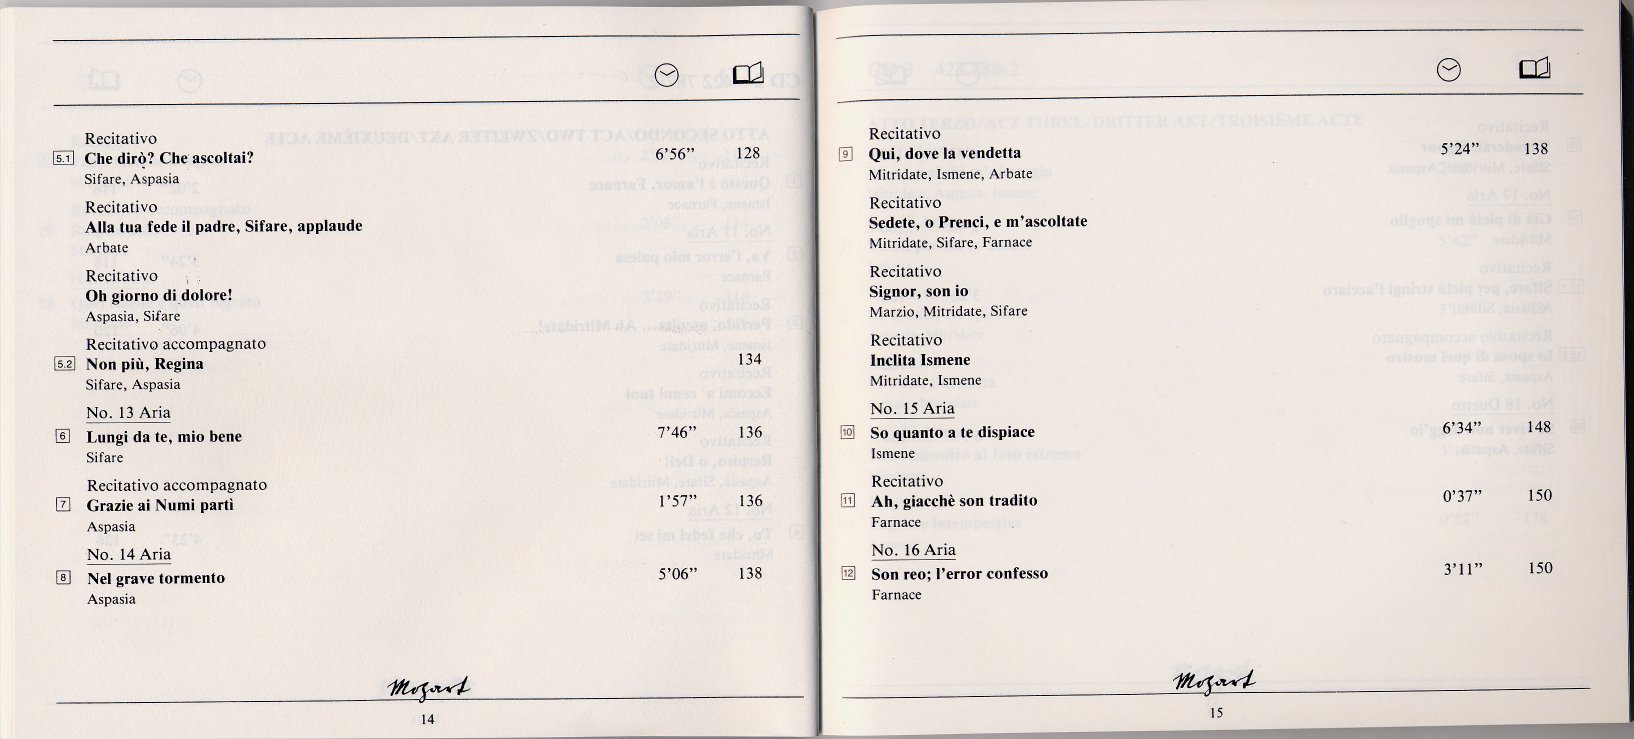 Recitativo
5.1 Che dirò? Che ascoltai? 6’56” 128
Sifare, Aspasia
Recitativo
Alla tua fede il padre, Sifare, applaude
Arbate
Recitativo
Oh giorno di dolore!
Aspasia, Sifare
Recitativo accompagnato
5.2 Non più, Regina 134
Sifare, Aspasia
No. 13 Aria
6 Lungi da te, mio bene 7’46” 136
Sifare
Recitativo accompagnato
7 Grazie ai Numi partì 1’57” 136
Aspasia
No. 14 Aria
8 Nel grave tormento 5’06” 138
Aspasia
Mozart
14
Recitativo
9 Qui, dove la vendetta 5’24” 138
Mitridate, Ismene, Arbate
Recitativo
Sedete, o Prenci, e m’ascoltate
Mitridate, Sifare, Farnace
Recitativo
Signor, son io
Marzio, Mitridate, Sifare
Recitativo
Inclita Ismene
Mitridate, Ismene
No. 15 Aria
10 So quanto a te dispiace 6’34” 148
Ismene
Recitativo
11 Ah, giacchè son tradito 0’37” 150
Farnace
No. 16 Aria
12 Son reo; l’error confesso 3’11” 150
Farnace
Mozart
15